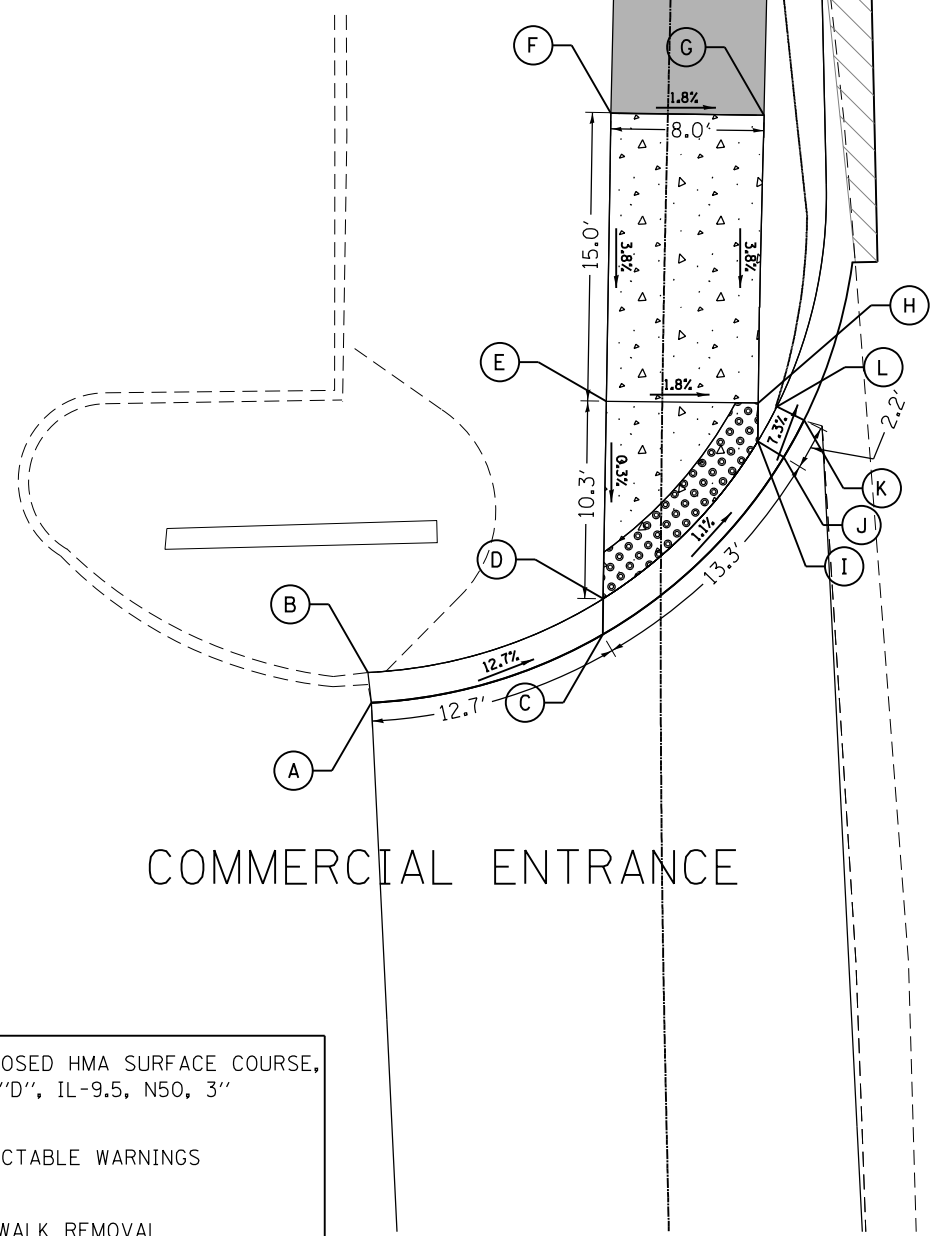 F
G
1.8%
8.0'
15.0'
3.8%
3.8%
H
E
1.8%
L
2.2'
7.3%
K
10.3'
0.3%
J
1.1%
13.3'
I
D
B
12.7%
C
12.7'
A
COMMERCIAL ENTRANCE
OSED HMA SURFACE COURSE,
"D", IL-9.5, N50, 3"
CTABLE WARNINGS
WALK REMOVAL